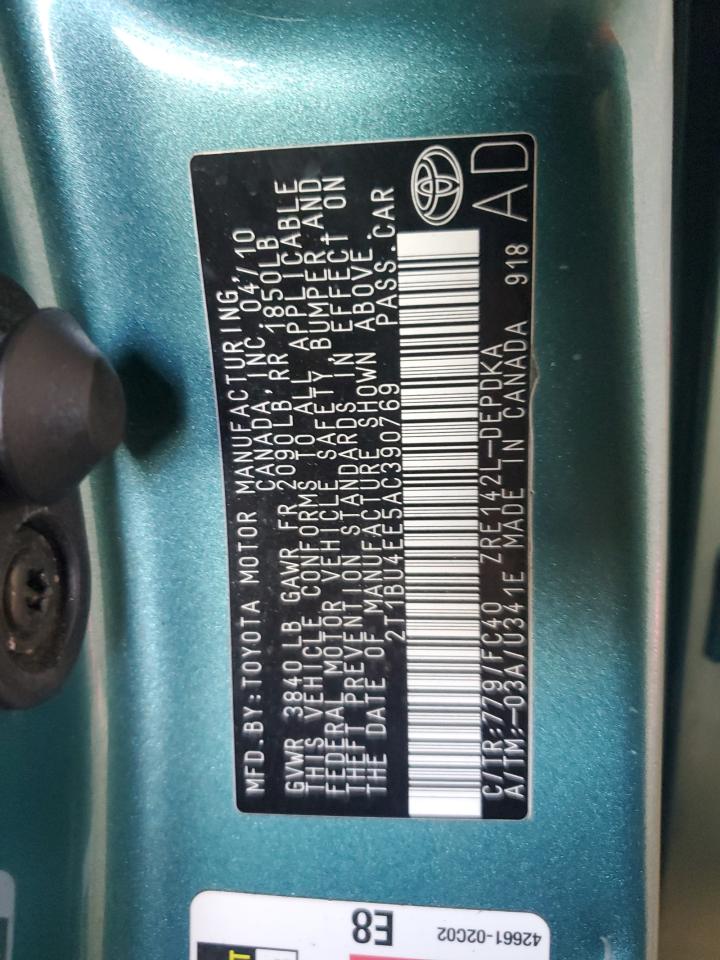 MFD.BY:TOYOTA MOTOR MANUFACTURING,
CANADA, INC. 04/10
GVWR 3840LB GAWR FR 2090LB, RR 1850LB
THIS VEHICLE CONFORMS TO ALL APPLICABLE
FEDERAL MOTOR VEHICLE SAFETY, BUMPER AND
THEFT PREVENTION STANDARDS IN EFFECT ON
THE DATE OF MANUFACTURE SHOWN ABOVE.
2T1BU4EE5AC390769 PASS.CAR
C/TR:779/FC40 ZRE142L-DEPDKA
A/TM:-03A/U341E MADE IN CANADA 918
AD
E8
42661-02C02